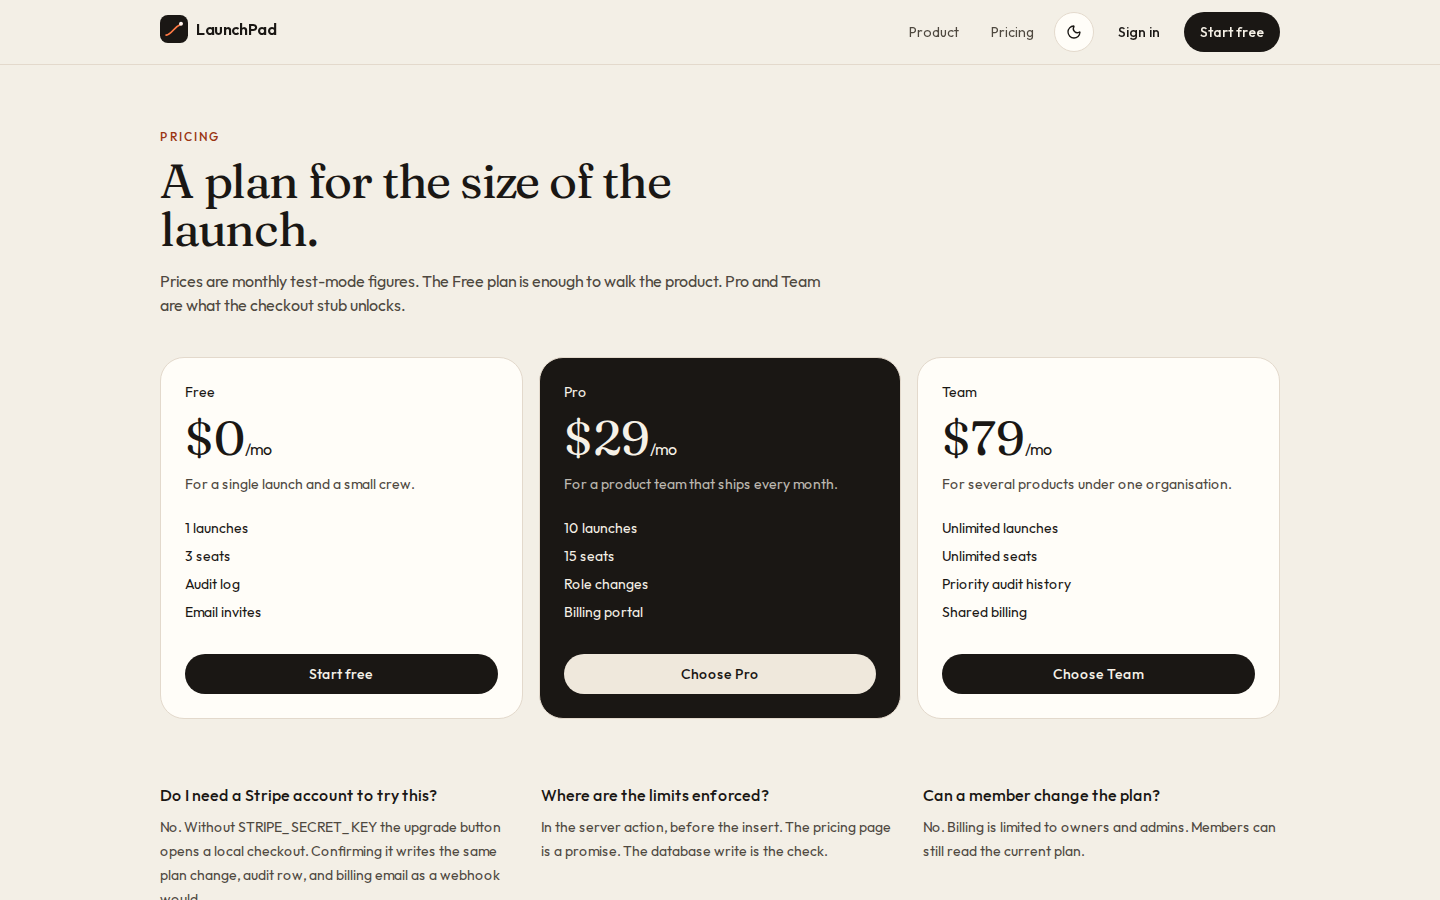 LaunchPad
Product
Pricing
Sign in
Start free
PRICING
A plan for the size of the
launch.
Prices are monthly test-mode figures. The Free plan is enough to walk the product. Pro and Team
are what the checkout stub unlocks.
Free
$0/mo
For a single launch and a small crew.
1 launches
3 seats
Audit log
Email invites
Start free
Pro
$29/mo
For a product team that ships every month.
10 launches
15 seats
Role changes
Billing portal
Choose Pro
Team
$79/mo
For several products under one organisation.
Unlimited launches
Unlimited seats
Priority audit history
Shared billing
Choose Team
Do I need a Stripe account to try this?
No. Without STRIPE_SECRET_KEY the upgrade button
opens a local checkout. Confirming it writes the same
plan change, audit row, and billing email as a webhook
would.
Where are the limits enforced?
In the server action, before the insert. The pricing page
is a promise. The database write is the check.
Can a member change the plan?
No. Billing is limited to owners and admins. Members can
still read the current plan.